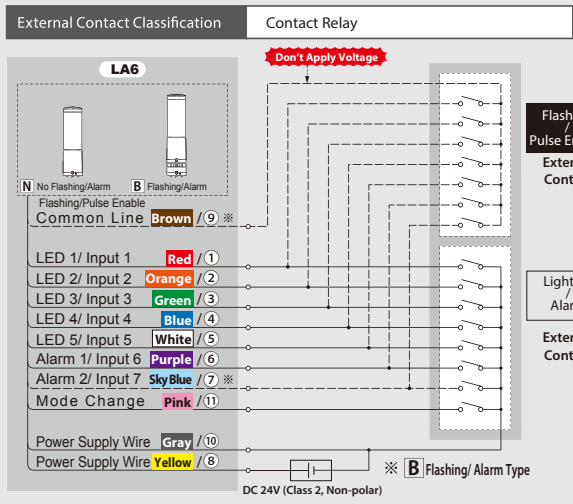 External Contact Classification
Contact Relay
Don't Apply Voltage
LA6
N No Flashing/Alarm
B Flashing/Alarm
Flashing/Pulse Enable
Common Line Brown / ⑨ ※
LED 1/ Input 1 Red / ①
LED 2/ Input 2 Orange / ②
LED 3/ Input 3 Green / ③
LED 4/ Input 4 Blue / ④
LED 5/ Input 5 White / ⑤
Alarm 1/ Input 6 Purple / ⑥
Alarm 2/ Input 7 Sky Blue / ⑦ ※
Mode Change Pink / ⑪
Power Supply Wire Gray / ⑩
Power Supply Wire Yellow / ⑧
DC 24V (Class 2, Non-polar)
※ B Flashing/ Alarm Type
Flash
/
Pulse E
Exter
Cont
Light
/
Alar
Exter
Cont